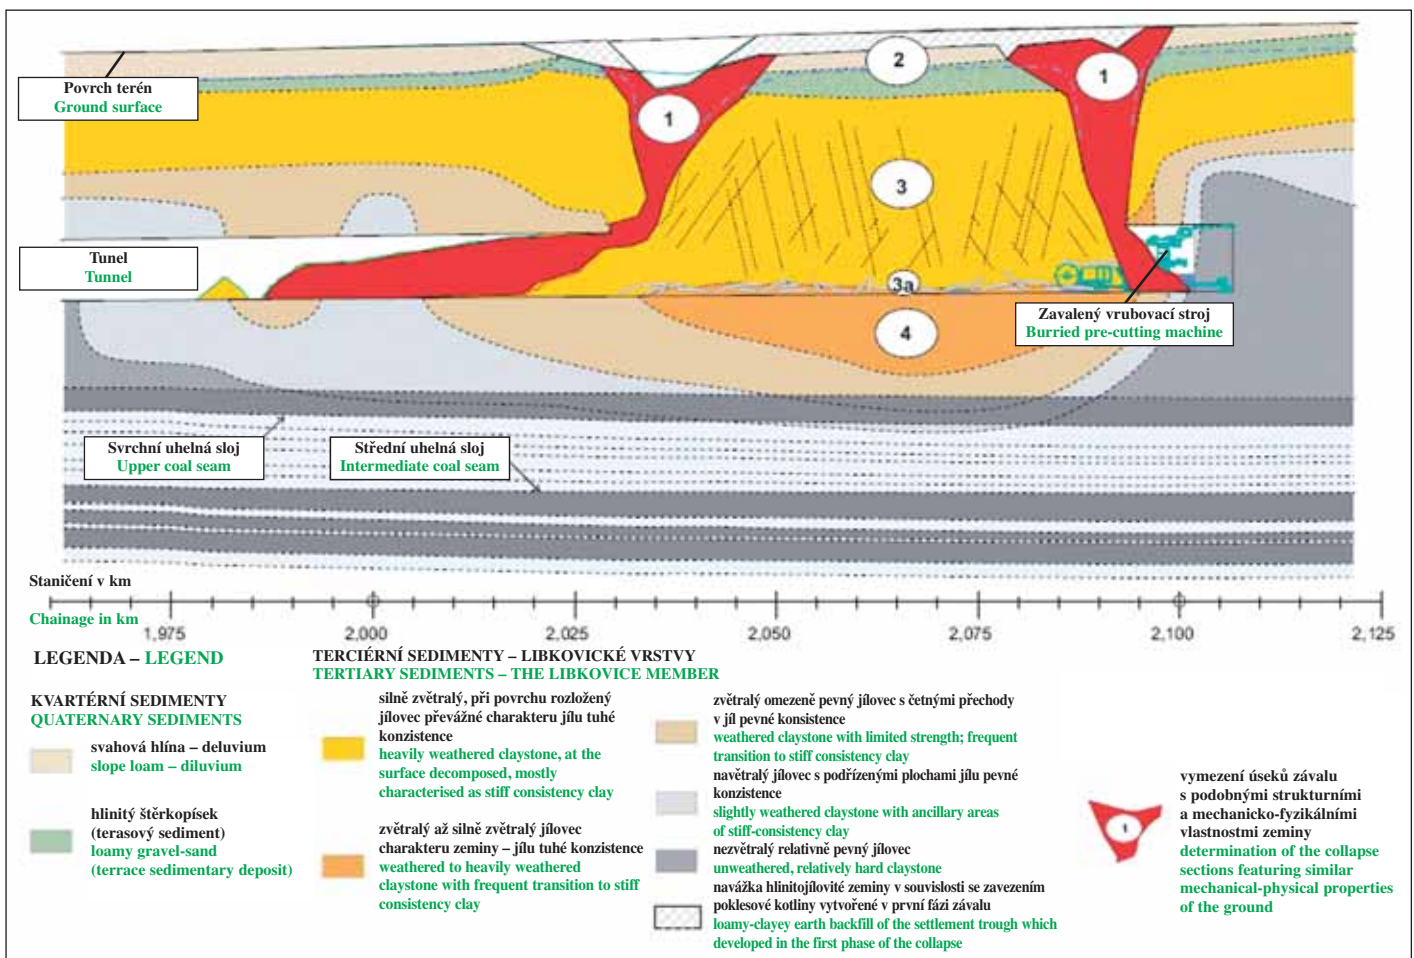 Povrch terén
Ground surface
2
1
1
3
Tunel
Tunnel
3a
4
Zavalený vrubovací stroj
Burried pre-cutting machine
Svrchní uhelná sloj
Upper coal seam
Střední uhelná sloj
Intermediate coal seam
Staničení v km
Chainage in km
1,975
2,000
2,025
2,050
2,075
2,100
2,125
LEGENDA – LEGEND
KVARTÉRNÍ SEDIMENTY
QUATERNARY SEDIMENTS
svahová hlína – deluvium
slope loam – diluvium
hlinitý štěrkopísek
(terasový sediment)
loamy gravel-sand
(terrace sedimentary deposit)
TERCIÉRNÍ SEDIMENTY – LIBKOVICKÉ VRSTVY
TERTIARY SEDIMENTS – THE LIBKOVICE MEMBER
silně zvětralý, při povrchu rozložený
jílovec převážné charakteru jílu tuhé
konzistence
heavily weathered claystone, at the
surface decomposed, mostly
characterised as stiff consistency clay
zvětralý až silně zvětralý jílovec
charakteru zeminy – jílu tuhé konzistence
weathered to heavily weathered
claystone with frequent transition to stiff
consistency clay
zvětralý omezeně pevný jílovec s četnými přechody
v jíl pevné konsistence
weathered claystone with limited strength; frequent
transition to stiff consistency clay
navětralý jílovec s podřízenými plochami jílu pevné
konzistence
slightly weathered claystone with ancillary areas
of stiff-consistency clay
nezvětralý relativně pevný jílovec
unweathered, relatively hard claystone
navážka hlinitojílovité zeminy v souvislosti se zavezením
poklesové kotliny vytvořené v první fázi závalu
loamy-clayey earth backfill of the settlement trough which
developed in the first phase of the collapse
1
vymezení úseků závalu
s podobnými strukturními
a mechanicko-fyzikálními
vlastnostmi zeminy
determination of the collapse
sections featuring similar
mechanical-physical properties
of the ground